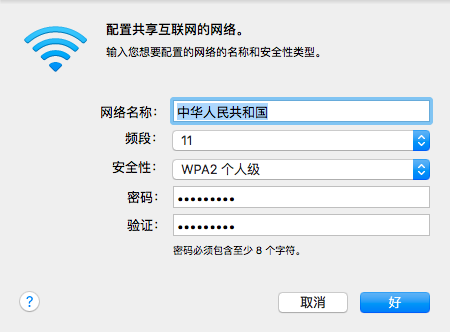 配置共享互联网的网络。
输入您想要配置的网络的名称和安全性类型。
网络名称: 中华人民共和国
频段: 11
安全性: WPA2 个人级
密码: •••••••••
验证: •••••••••
密码必须包含至少 8 个字符。
? 取消 好